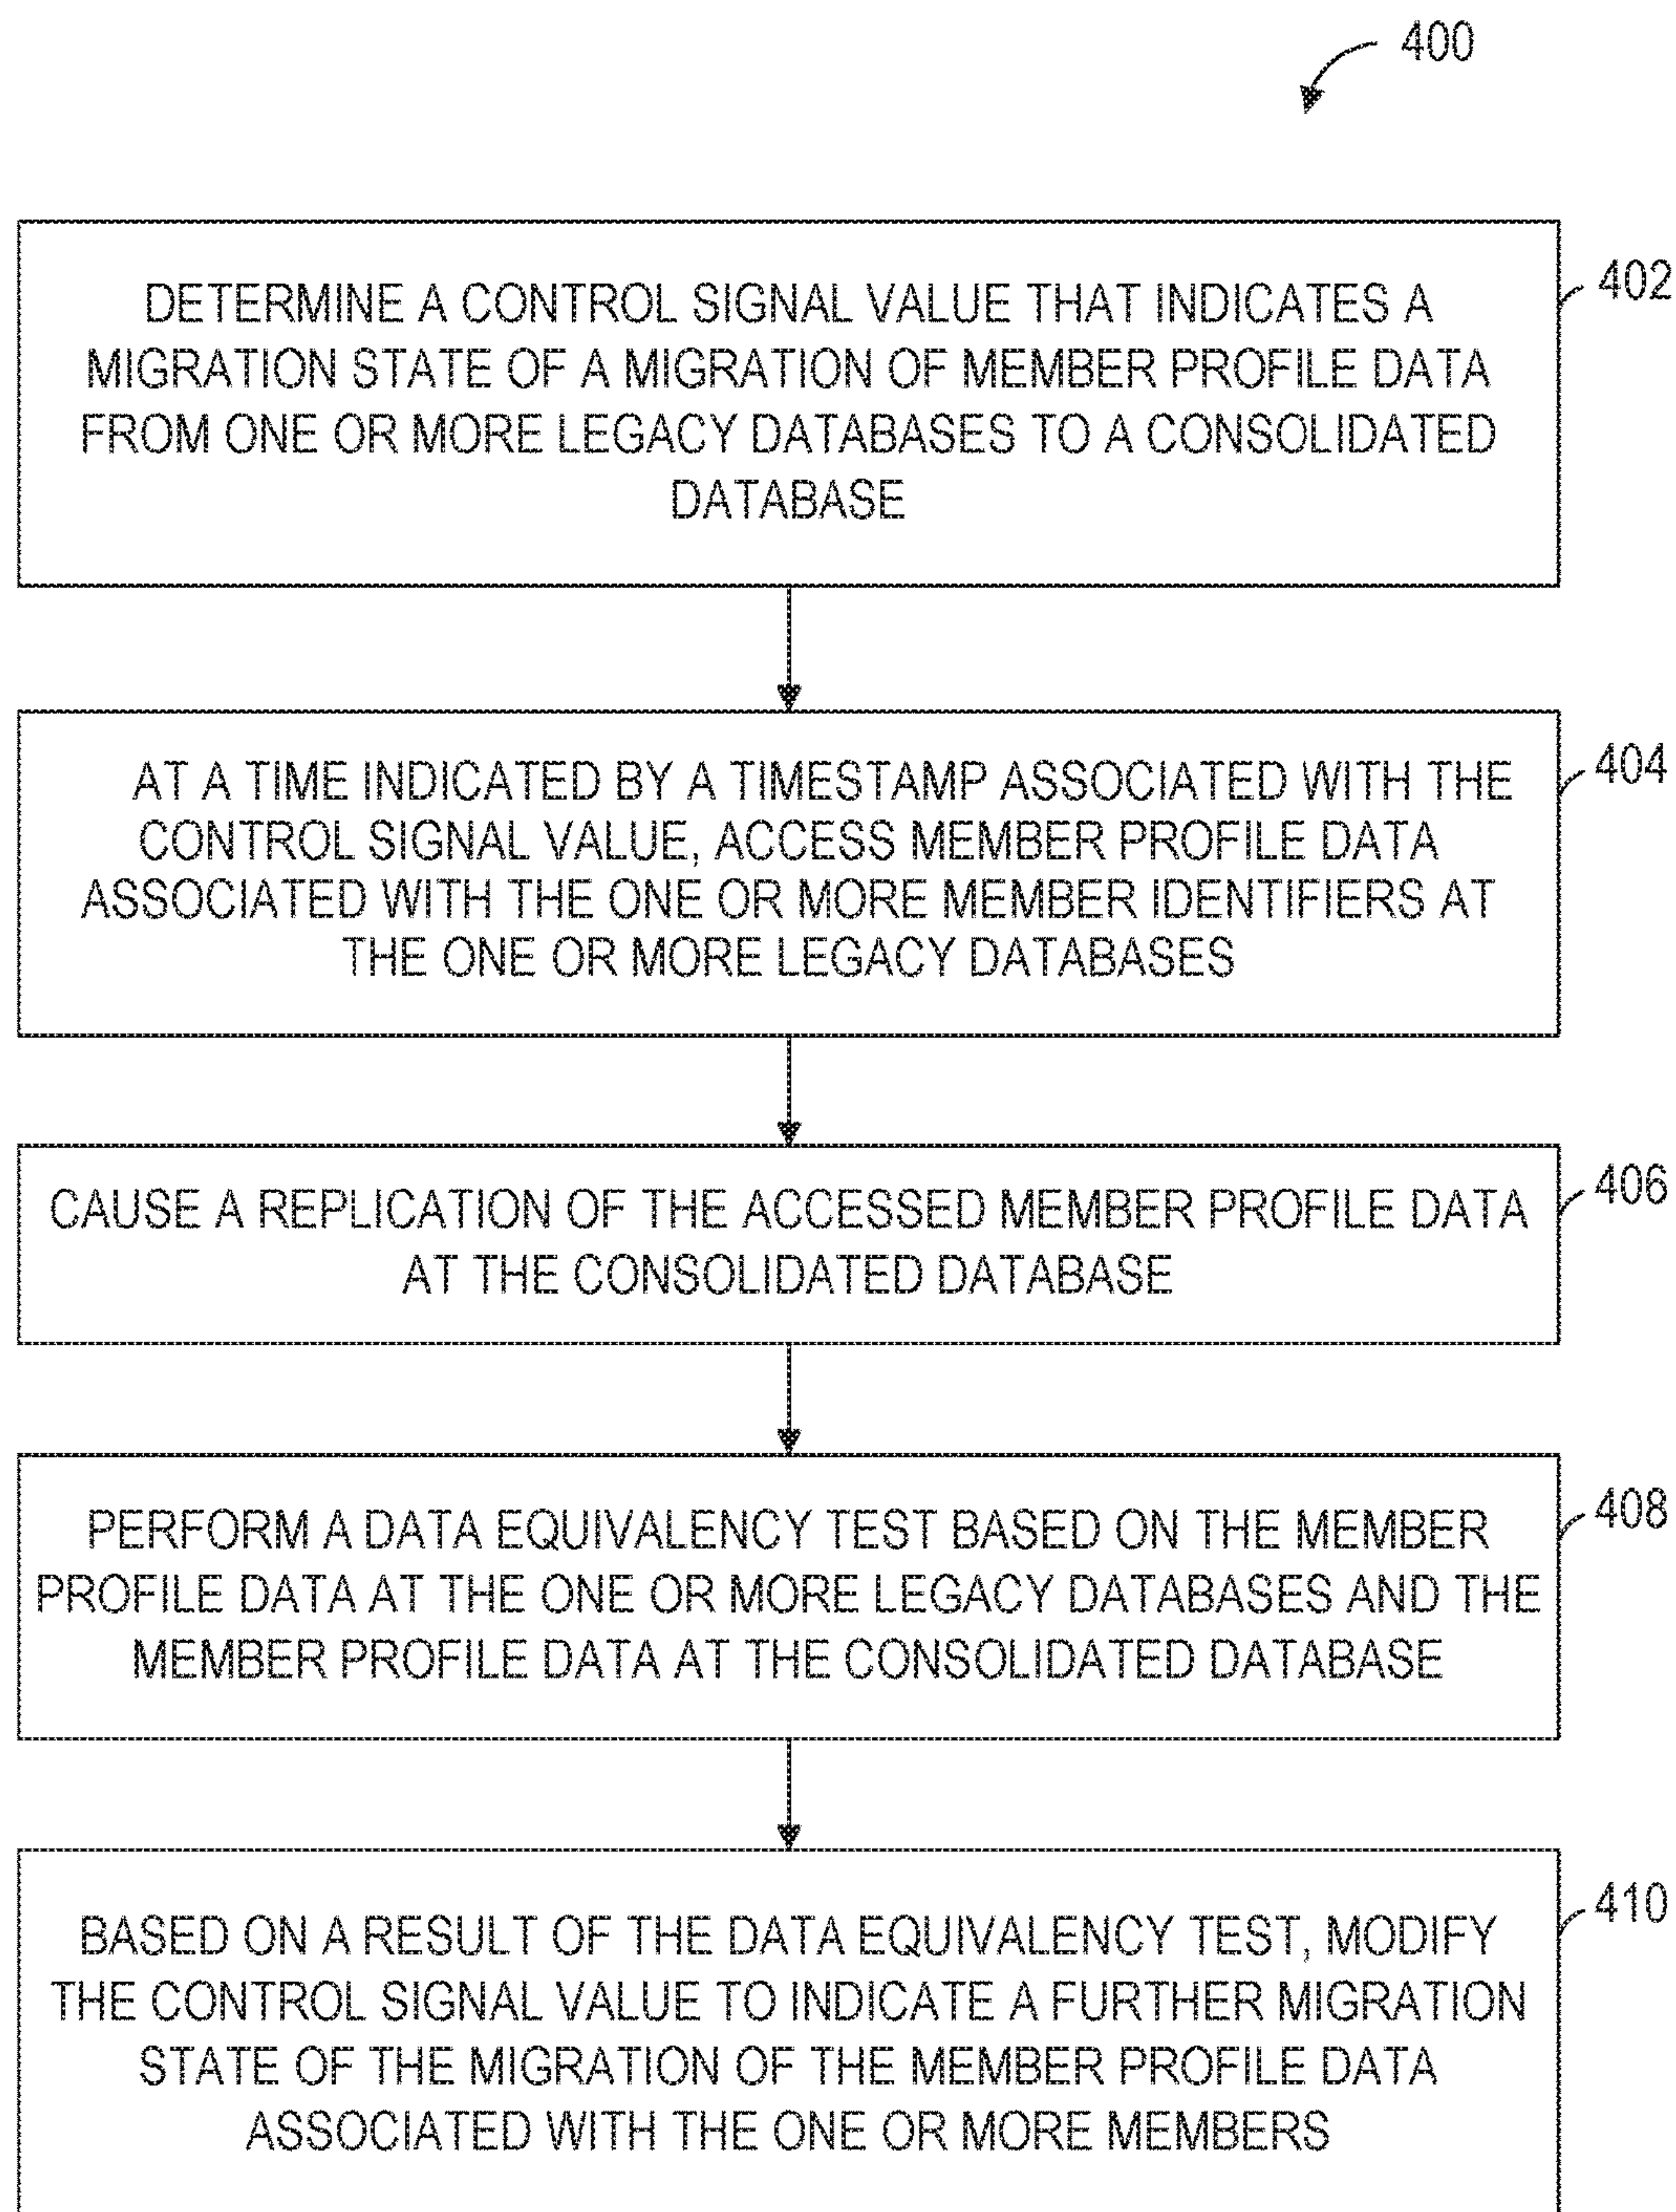 400
DETERMINE A CONTROL SIGNAL VALUE THAT INDICATES A
MIGRATION STATE OF A MIGRATION OF MEMBER PROFILE DATA
FROM ONE OR MORE LEGACY DATABASES TO A CONSOLIDATED
DATABASE
402
AT A TIME INDICATED BY A TIMESTAMP ASSOCIATED WITH THE
CONTROL SIGNAL VALUE, ACCESS MEMBER PROFILE DATA
ASSOCIATED WITH THE ONE OR MORE MEMBER IDENTIFIERS AT
THE ONE OR MORE LEGACY DATABASES
404
CAUSE A REPLICATION OF THE ACCESSED MEMBER PROFILE DATA
AT THE CONSOLIDATED DATABASE
406
PERFORM A DATA EQUIVALENCY TEST BASED ON THE MEMBER
PROFILE DATA AT THE ONE OR MORE LEGACY DATABASES AND THE
MEMBER PROFILE DATA AT THE CONSOLIDATED DATABASE
408
BASED ON A RESULT OF THE DATA EQUIVALENCY TEST, MODIFY
THE CONTROL SIGNAL VALUE TO INDICATE A FURTHER MIGRATION
STATE OF THE MIGRATION OF THE MEMBER PROFILE DATA
ASSOCIATED WITH THE ONE OR MORE MEMBERS
410